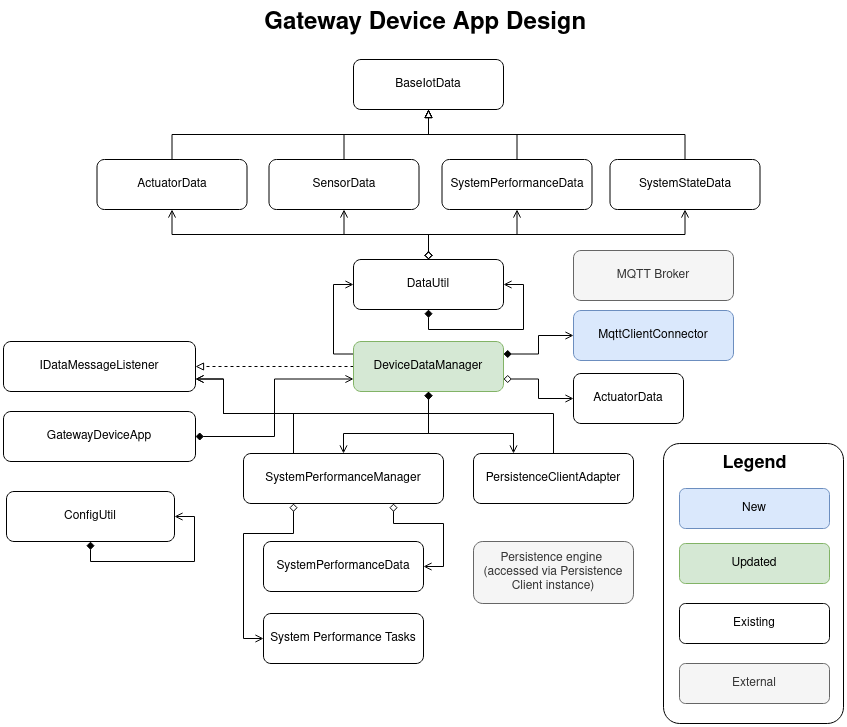 Gateway Device App Design
BaseIotData
ActuatorData
SensorData
SystemPerformanceData
SystemStateData
DataUtil
MQTT Broker
MqttClientConnector
IDataMessageListener
DeviceDataManager
ActuatorData
GatewayDeviceApp
SystemPerformanceManager
PersistenceClientAdapter
ConfigUtil
SystemPerformanceData
Persistence engine
(accessed via Persistence
Client instance)
System Performance Tasks
Legend
New
Updated
Existing
External